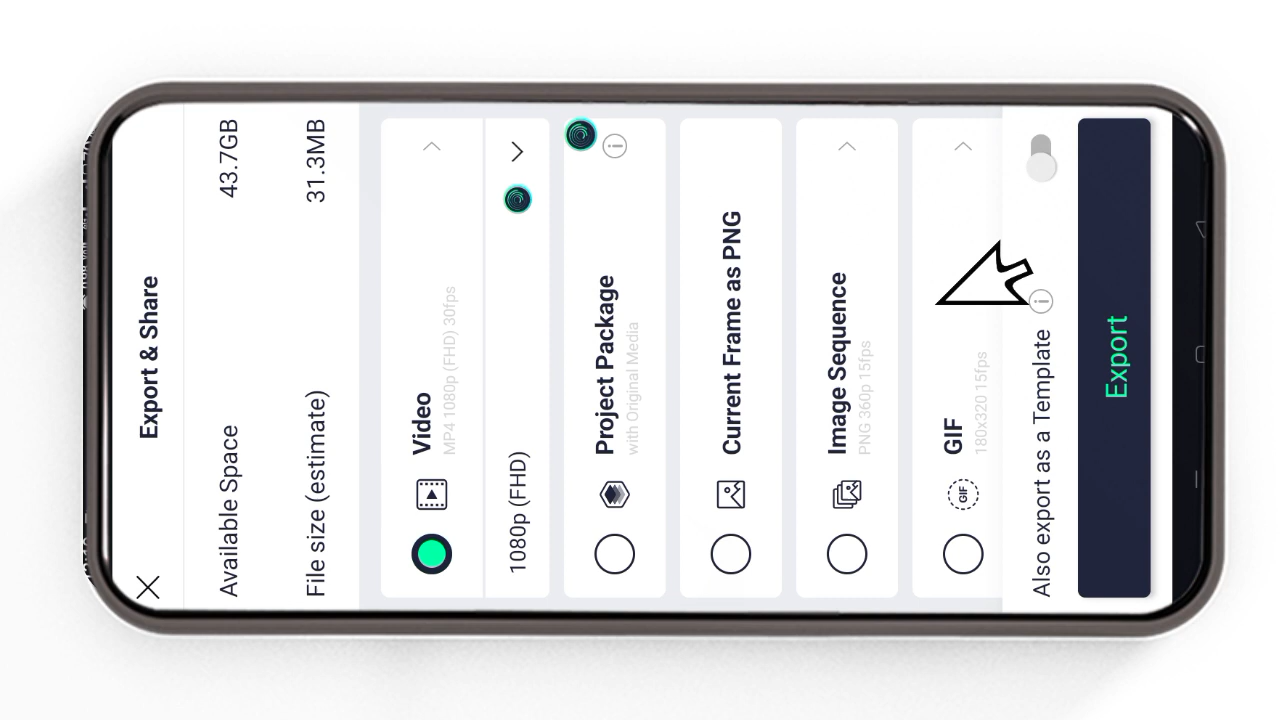 Export & Share
Available Space 43.7GB
File size (estimate) 31.3MB
Video
MP4 1080p (FHD) 30fps
1080p (FHD)
Project Package
with Original Media
Current Frame as PNG
Image Sequence
PNG 360p 15fps
GIF
GIF
180x320 15fps
Also export as a Template
Export